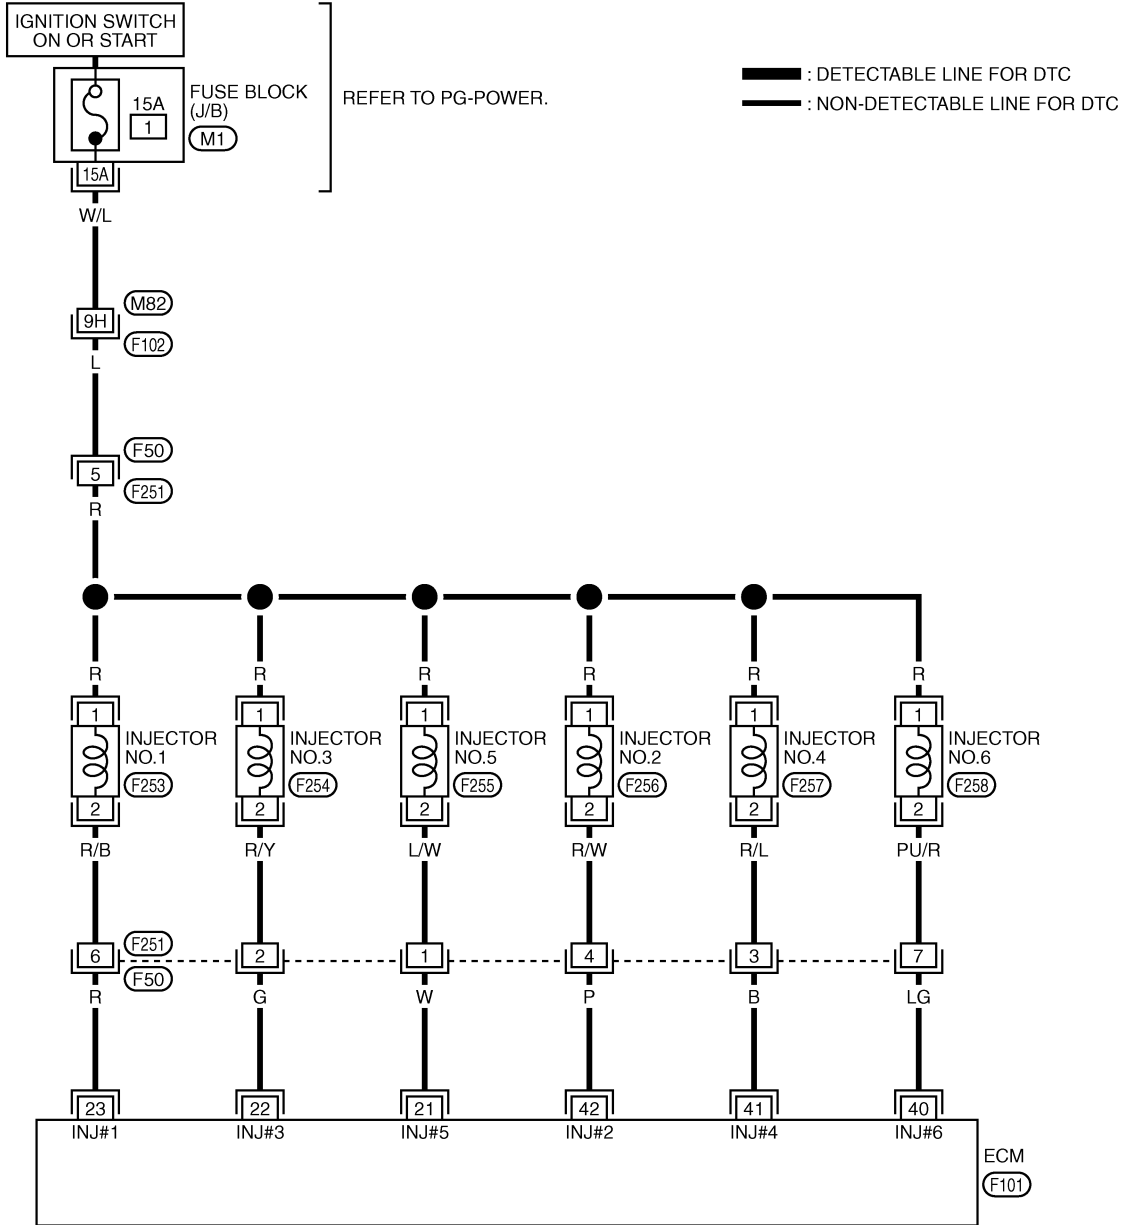 IGNITION SWITCH
ON OR START
FUSE BLOCK
(J/B)
M1
15A
1
REFER TO PG-POWER.
: DETECTABLE LINE FOR DTC
: NON-DETECTABLE LINE FOR DTC
15A
W/L
M82
9H
F102
L
F50
5
F251
R
R R R R R R
1 1 1 1 1 1
INJECTOR
NO.1
F253
INJECTOR
NO.3
F254
INJECTOR
NO.5
F255
INJECTOR
NO.2
F256
INJECTOR
NO.4
F257
INJECTOR
NO.6
F258
2 2 2 2 2 2
R/B R/Y L/W R/W R/L PU/R
F251
6 2 1 4 3 7
F50
R G W P B LG
23 22 21 42 41 40
INJ#1 INJ#3 INJ#5 INJ#2 INJ#4 INJ#6
ECM
F101